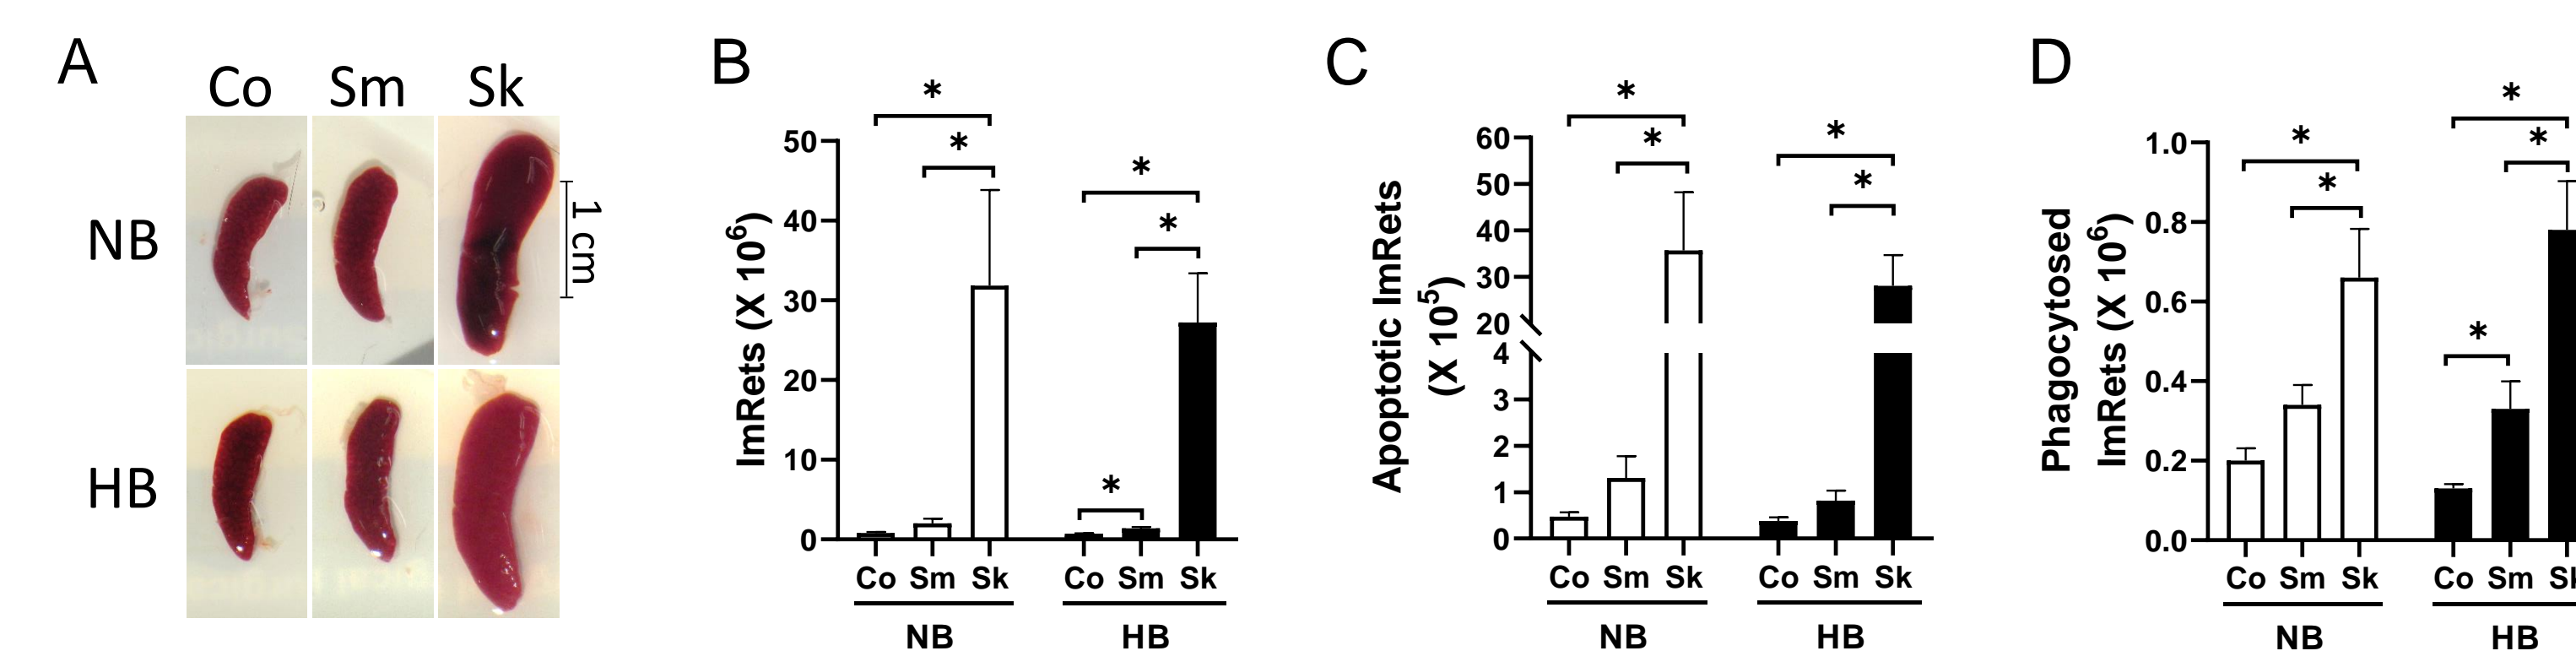 A
Co Sm Sk
NB
HB
1 cm
B
ImRets (X 10⁶)
50
40
30
20
10
0
* * * * *
Co Sm Sk Co Sm Sk
NB HB
C
Apoptotic ImRets
(X 10⁵)
60
50
40
30
20
4
3
2
1
0
* * * *
Co Sm Sk Co Sm Sk
NB HB
D
Phagocytosed
ImRets (X 10⁶)
1.0
0.8
0.6
0.4
0.2
0.0
* * * * *
Co Sm Sk Co Sm Sk
NB HB